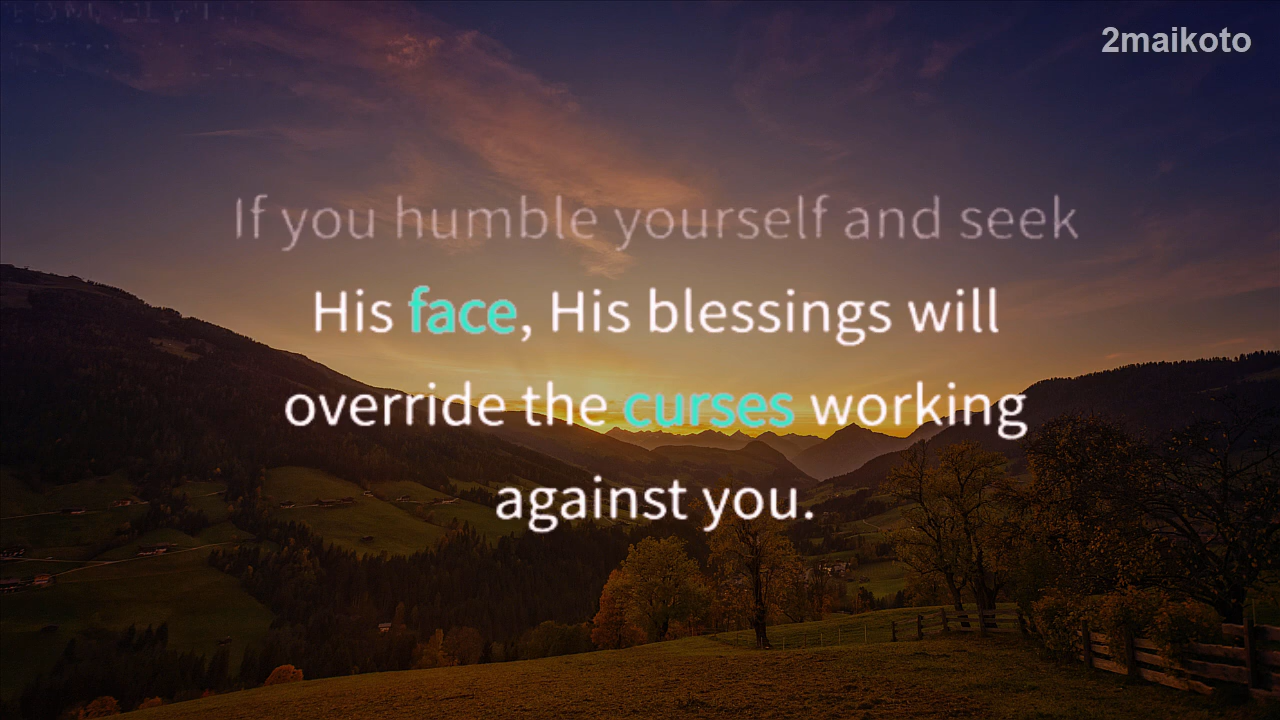 2maikoto
If you humble yourself and seek
His face, His blessings will
override the curses working
against you.